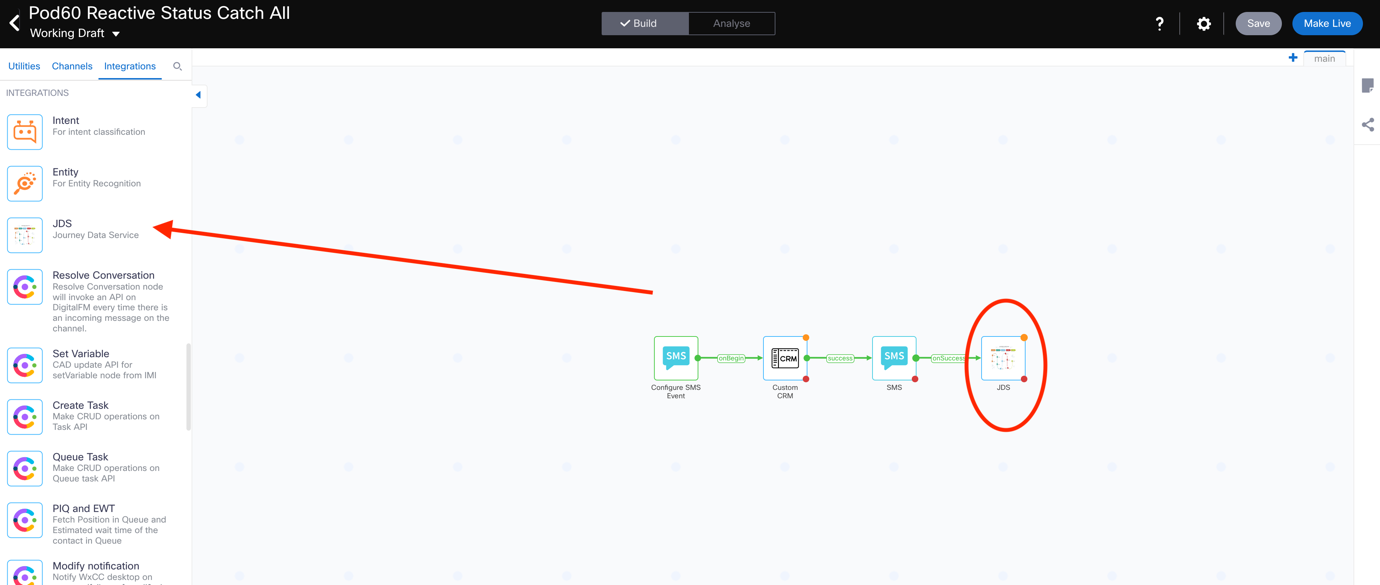 Pod60 Reactive Status Catch All
Working Draft
Build
Analyse
?
Save
Make Live
Utilities
Channels
Integrations
main
INTEGRATIONS
Intent
For intent classification
Entity
For Entity Recognition
JDS
Journey Data Service
Resolve Conversation
Resolve Conversation node
will invoke an API on
DigitalFM every time there is
an incoming message on the
channel.
Set Variable
CAD update API for
setVariable node from IMI
Create Task
Make CRUD operations on
Task API
Queue Task
Make CRUD operations on
Queue task API
PIQ and EWT
Fetch Position in Queue and
Estimated wait time of the
contact in Queue
Modify notification
Notify WxCC desktop on
SMS
onBegin
CRM
success
SMS
onSuccess
Configure SMS
Event
Custom
CRM
SMS
JDS